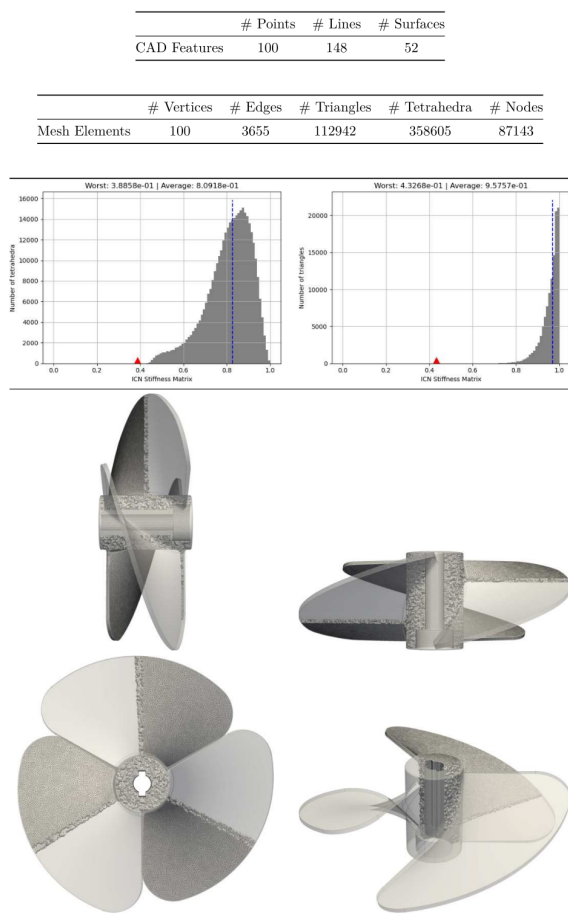 # Points # Lines # Surfaces
CAD Features 100 148 52
# Vertices # Edges # Triangles # Tetrahedra # Nodes
Mesh Elements 100 3655 112942 358605 87143
Worst: 3.8858e-01 | Average: 8.0918e-01
16000
14000
12000
10000
8000
6000
4000
2000
0
Number of tetrahedra
0.0 0.2 0.4 0.6 0.8 1.0
ICN Stiffness Matrix
Worst: 4.3268e-01 | Average: 9.5757e-01
20000
15000
10000
5000
0
Number of triangles
0.0 0.2 0.4 0.6 0.8 1.0
ICN Stiffness Matrix